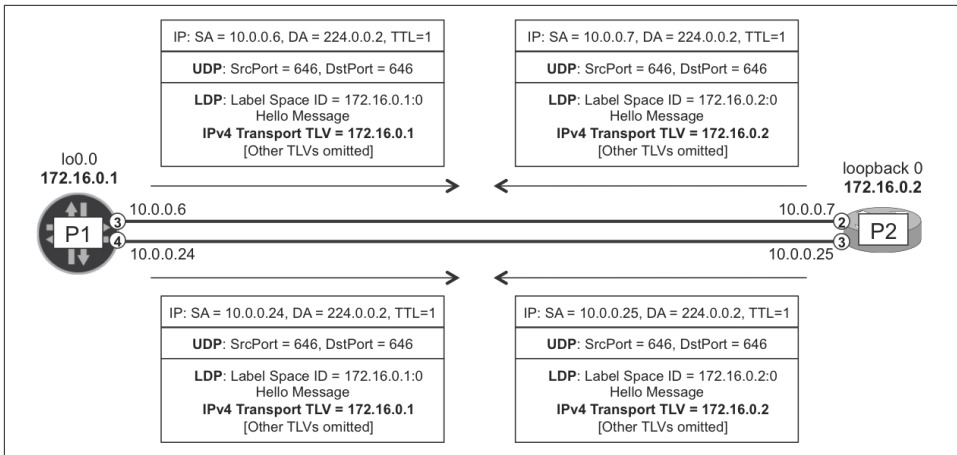 IP: SA = 10.0.0.6, DA = 224.0.0.2, TTL=1
UDP: SrcPort = 646, DstPort = 646
LDP: Label Space ID = 172.16.0.1:0
Hello Message
IPv4 Transport TLV = 172.16.0.1
[Other TLVs omitted]
IP: SA = 10.0.0.7, DA = 224.0.0.2, TTL=1
UDP: SrcPort = 646, DstPort = 646
LDP: Label Space ID = 172.16.0.2:0
Hello Message
IPv4 Transport TLV = 172.16.0.2
[Other TLVs omitted]
lo0.0
172.16.0.1
loopback 0
172.16.0.2
10.0.0.6
10.0.0.7
P1
3
4
2
3
P2
10.0.0.24
10.0.0.25
IP: SA = 10.0.0.24, DA = 224.0.0.2, TTL=1
UDP: SrcPort = 646, DstPort = 646
LDP: Label Space ID = 172.16.0.1:0
Hello Message
IPv4 Transport TLV = 172.16.0.1
[Other TLVs omitted]
IP: SA = 10.0.0.25, DA = 224.0.0.2, TTL=1
UDP: SrcPort = 646, DstPort = 646
LDP: Label Space ID = 172.16.0.2:0
Hello Message
IPv4 Transport TLV = 172.16.0.2
[Other TLVs omitted]